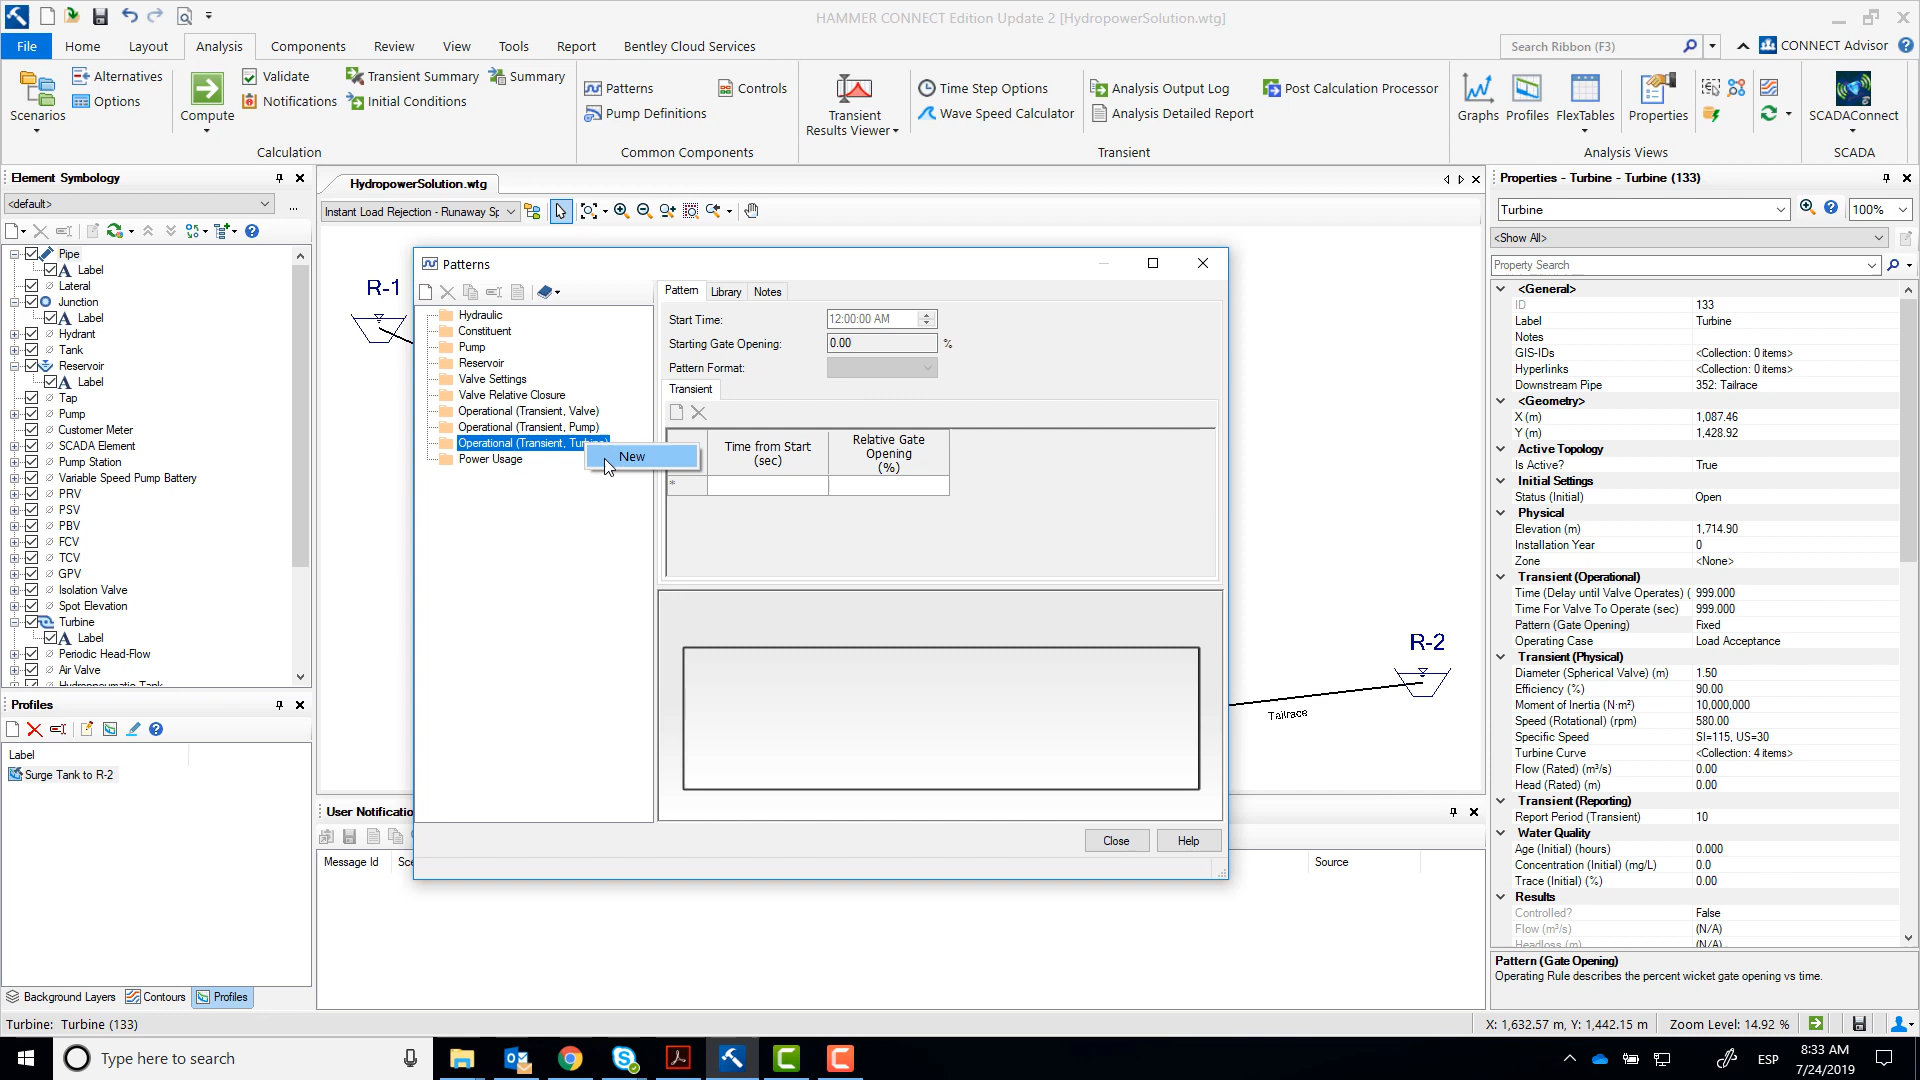 HAMMER CONNECT Edition Update 2 [HydropowerSolution.wtg]
File Home Layout Analysis Components Review View Tools Report Bentley Cloud Services
Search Ribbon (F3) CONNECT Advisor
Scenarios
Alternatives
Options
Compute
Validate
Notifications
Transient Summary
Summary
Initial Conditions
Calculation
Patterns
Controls
Pump Definitions
Common Components
Transient
Results Viewer
Time Step Options
Wave Speed Calculator
Analysis Output Log
Analysis Detailed Report
Post Calculation Processor
Transient
Graphs
Profiles
FlexTables
Properties
Analysis Views
SCADAConnect
SCADA
Element Symbology
<default>
...
Pipe
Label
Lateral
Junction
Label
Hydrant
Tank
Reservoir
Label
Tap
Pump
Customer Meter
SCADA Element
Pump Station
Variable Speed Pump Battery
PRV
PSV
PBV
FCV
TCV
GPV
Isolation Valve
Spot Elevation
Turbine
Label
Periodic Head-Flow
Air Valve
Hydropneumatic Tank
Profiles
Label
Surge Tank to R-2
Background Layers Contours Profiles
HydropowerSolution.wtg
Instant Load Rejection - Runaway Sp
R-1
R-2
Tailrace
Patterns
Hydraulic
Constituent
Pump
Reservoir
Valve Settings
Valve Relative Closure
Operational (Transient, Valve)
Operational (Transient, Pump)
Operational (Transient, Turbine)
Power Usage
New
Pattern Library Notes
Start Time: 12:00:00 AM
Starting Gate Opening: 0.00 %
Pattern Format:
Transient
Time from Start
(sec)
Relative Gate
Opening
(%)
*
Close Help
User Notificatio
Message Id Sce
Source
Properties - Turbine - Turbine (133)
Turbine 100%
<Show All>
Property Search
<General>
ID 133
Label Turbine
Notes
GIS-IDs <Collection: 0 items>
Hyperlinks <Collection: 0 items>
Downstream Pipe 352: Tailrace
<Geometry>
X (m) 1,087.46
Y (m) 1,428.92
Active Topology
Is Active? True
Initial Settings
Status (Initial) Open
Physical
Elevation (m) 1,714.90
Installation Year 0
Zone <None>
Transient (Operational)
Time (Delay until Valve Operates) ( 999.000
Time For Valve To Operate (sec) 999.000
Pattern (Gate Opening) Fixed
Operating Case Load Acceptance
Transient (Physical)
Diameter (Spherical Valve) (m) 1.50
Efficiency (%) 90.00
Moment of Inertia (N·m²) 10,000,000
Speed (Rotational) (rpm) 580.00
Specific Speed SI=115, US=30
Turbine Curve <Collection: 4 items>
Flow (Rated) (m³/s) 0.00
Head (Rated) (m) 0.00
Transient (Reporting)
Report Period (Transient) 10
Water Quality
Age (Initial) (hours) 0.000
Concentration (Initial) (mg/L) 0.0
Trace (Initial) (%) 0.00
Results
Controlled? False
Flow (m³/s) (N/A)
Headloss (m) (N/A)
Pattern (Gate Opening)
Operating Rule describes the percent wicket gate opening vs time.
Turbine: Turbine (133)
X: 1,632.57 m, Y: 1,442.15 m Zoom Level: 14.92 %
Type here to search
ESP
8:33 AM
7/24/2019